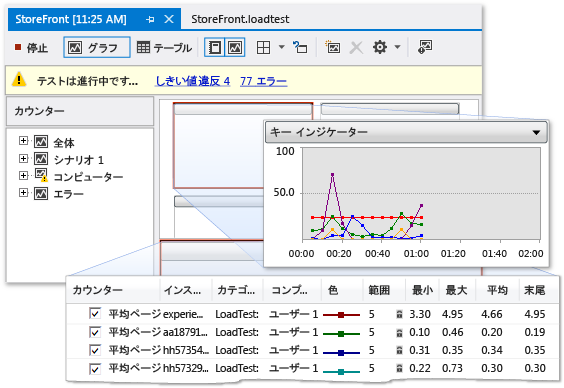 StoreFront [11:25 AM] StoreFront.loadtest
停止 グラフ テーブル
テストは進行中です... しきい値違反 4 77 エラー
カウンター
全体
シナリオ 1
コンピューター
エラー
キー インジケーター
100
50.0
00:00 00:20 00:40 01:00 01:20 01:40 02:00
カウンター インス... カテゴ... コンプ... 色 範囲 最小 最大 平均 末尾
平均ページ experie... LoadTest: ユーザー 1 5 3.30 4.95 4.66 4.95
平均ページ aa18791... LoadTest: ユーザー 1 5 0.10 0.46 0.20 0.19
平均ページ hh57354... LoadTest: ユーザー 1 5 0.31 0.35 0.34 0.35
平均ページ hh57329... LoadTest: ユーザー 1 5 0.22 0.73 0.30 0.30